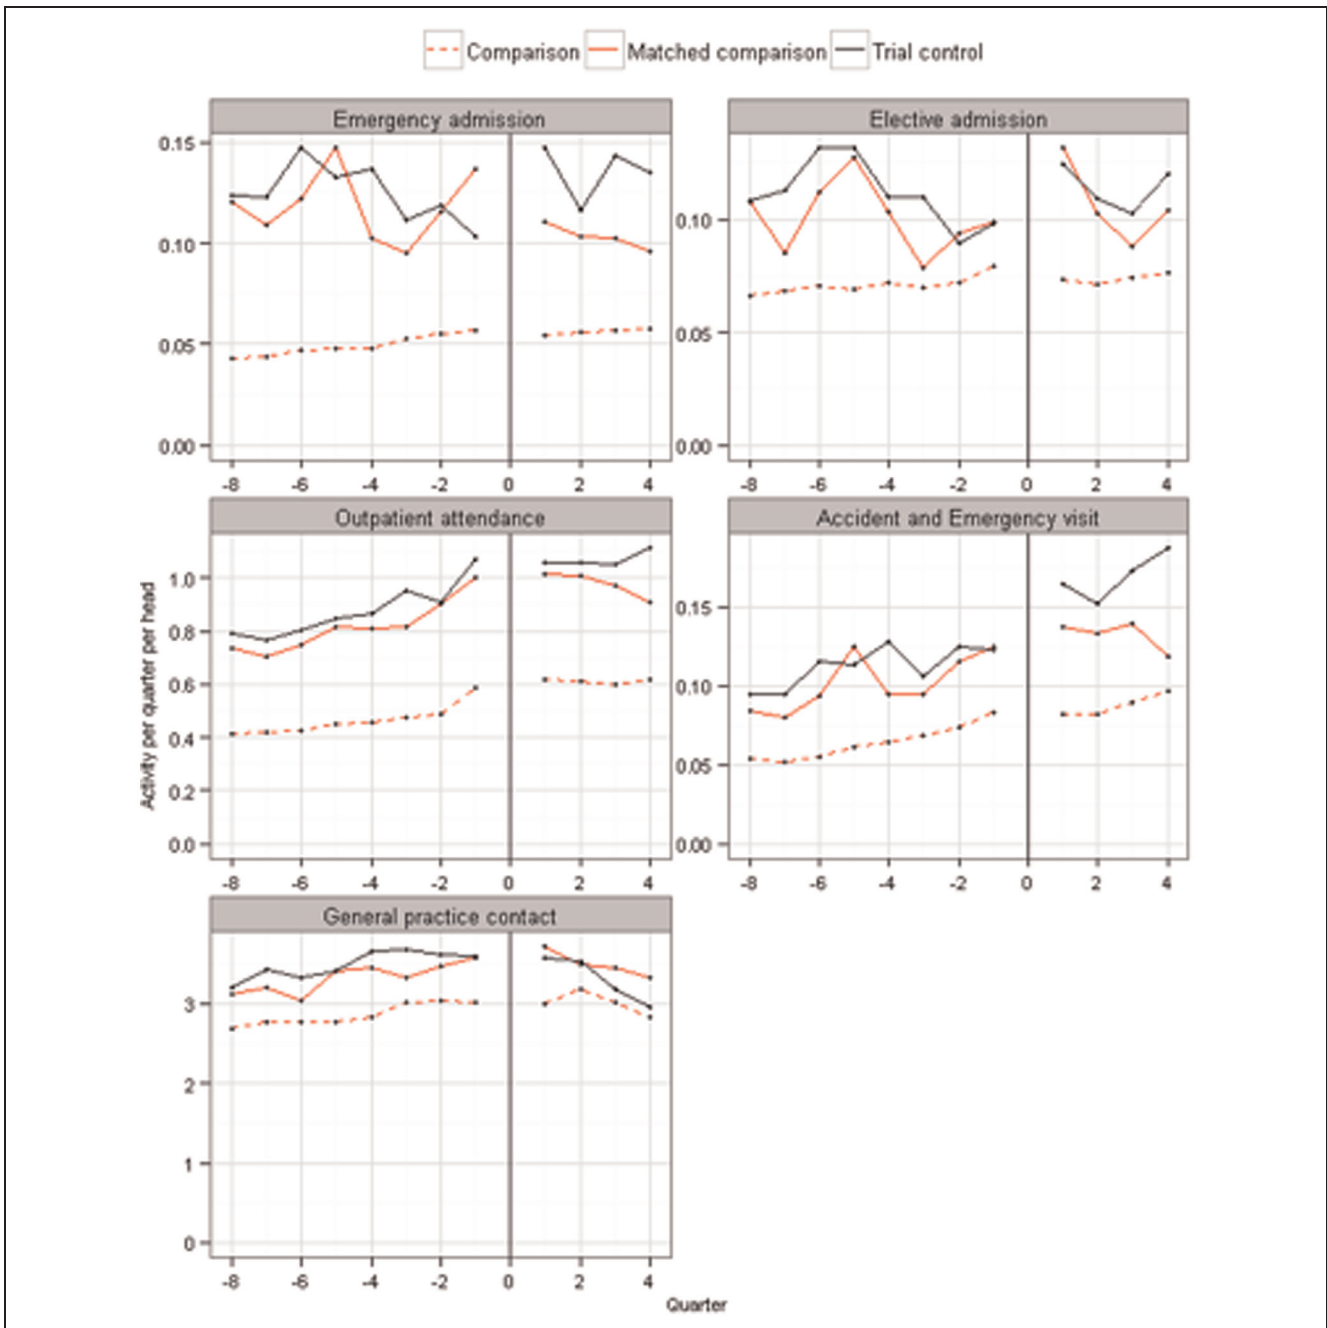 Comparison Matched comparison Trial control
Emergency admission Elective admission
0.15
0.10
0.05
0.00
-8 -6 -4 -2 0 2 4
0.10
0.05
0.00
-8 -6 -4 -2 0 2 4
Outpatient attendance Accident and Emergency visit
Activity per quarter per head
1.0
0.8
0.6
0.4
0.2
0.0
-8 -6 -4 -2 0 2 4
0.15
0.10
0.05
0.00
-8 -6 -4 -2 0 2 4
General practice contact
3
2
1
0
-8 -6 -4 -2 0 2 4
Quarter